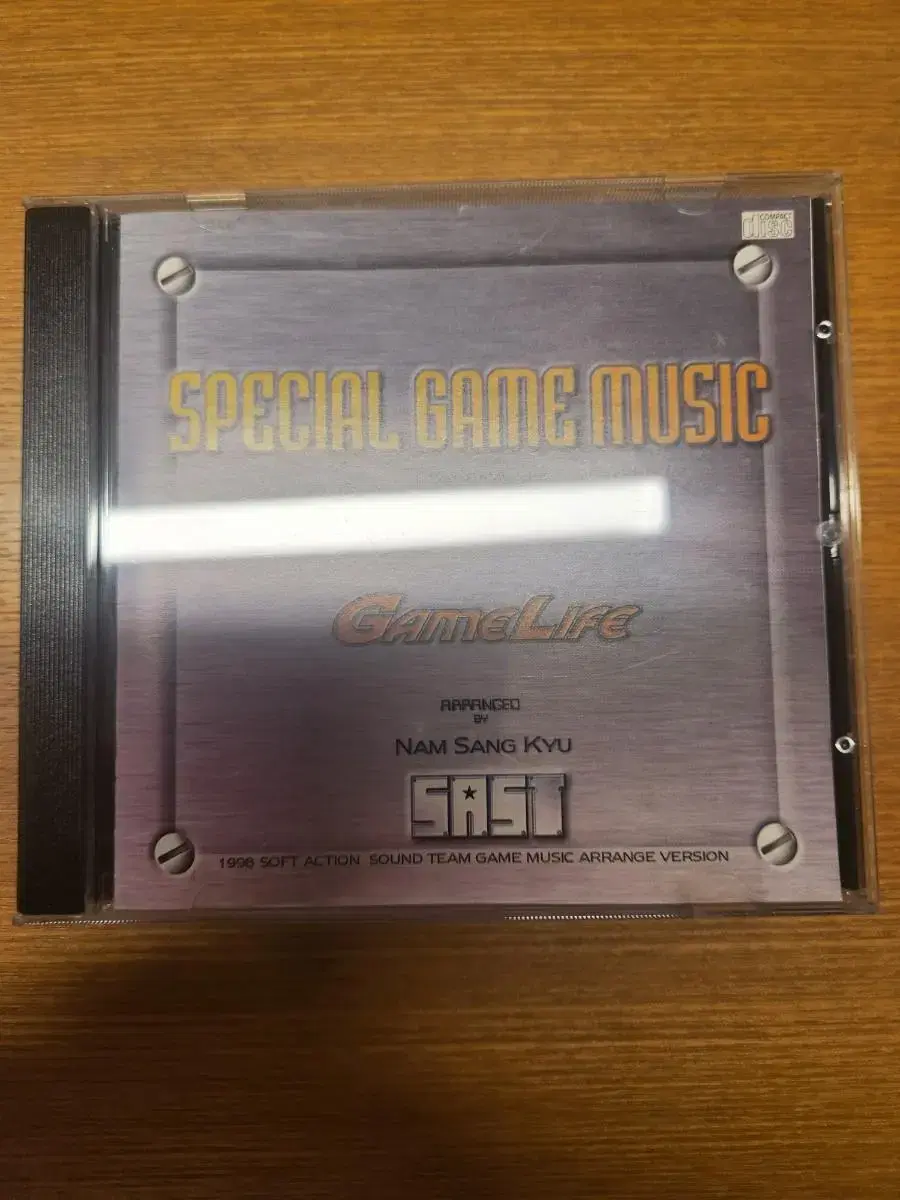 COMPACT
disc
SPECIAL GAME MUSIC
GAMELIFE
ARRANGED
BY
NAM SANG KYU
S.A.S.T.
1998 SOFT ACTION SOUND TEAM GAME MUSIC ARRANGE VERSION